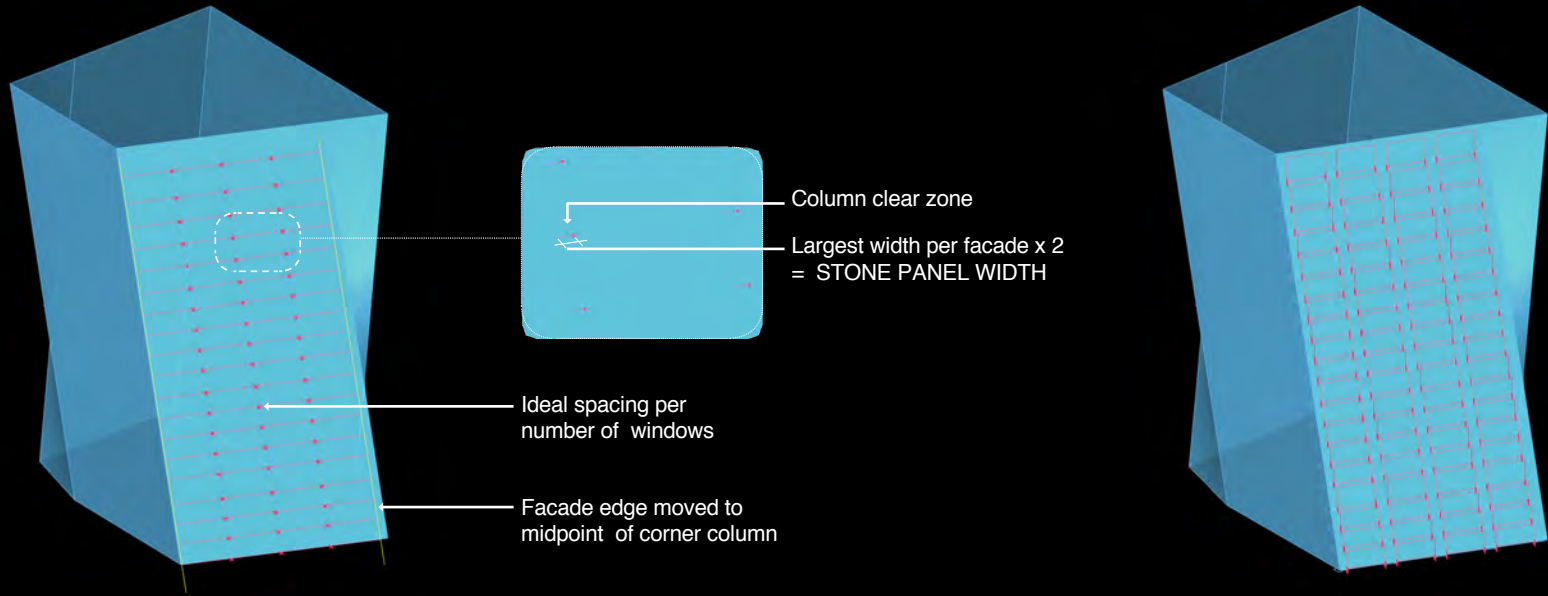 Column clear zone
Largest width per facade x 2
= STONE PANEL WIDTH
Ideal spacing per
number of windows
Facade edge moved to
midpoint of corner column